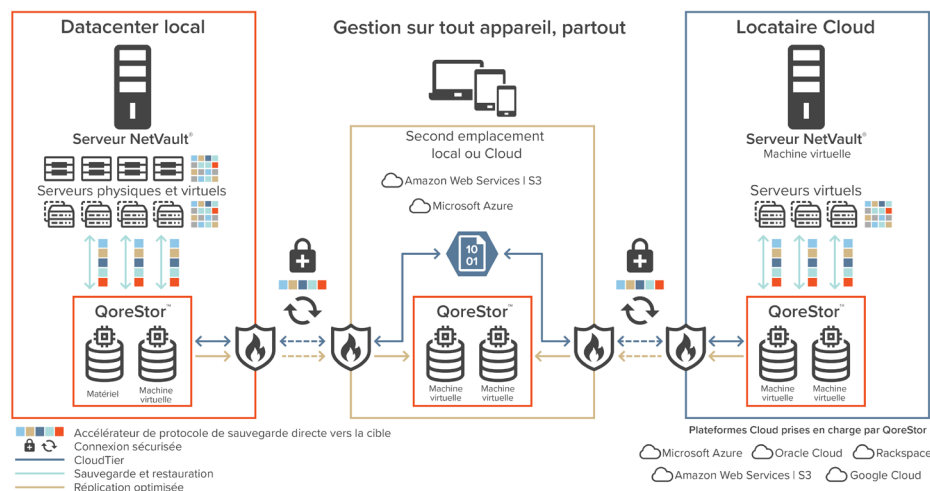 Datacenter local
Gestion sur tout appareil, partout
Locataire Cloud
Serveur NetVault®
Serveurs physiques et virtuels
QoreStor™
Matériel
Machine
virtuelle
Second emplacement
local ou Cloud
Amazon Web Services | S3
Microsoft Azure
10
01
QoreStor™
Machine
virtuelle
Machine
virtuelle
Serveur NetVault®
Machine virtuelle
Serveurs virtuels
QoreStor™
Machine
virtuelle
Machine
virtuelle
Accélérateur de protocole de sauvegarde directe vers la cible
Connexion sécurisée
CloudTier
Sauvegarde et restauration
Réplication optimisée
Plateformes Cloud prises en charge par QoreStor
Microsoft Azure
Oracle Cloud
Rackspace
Amazon Web Services | S3
Google Cloud